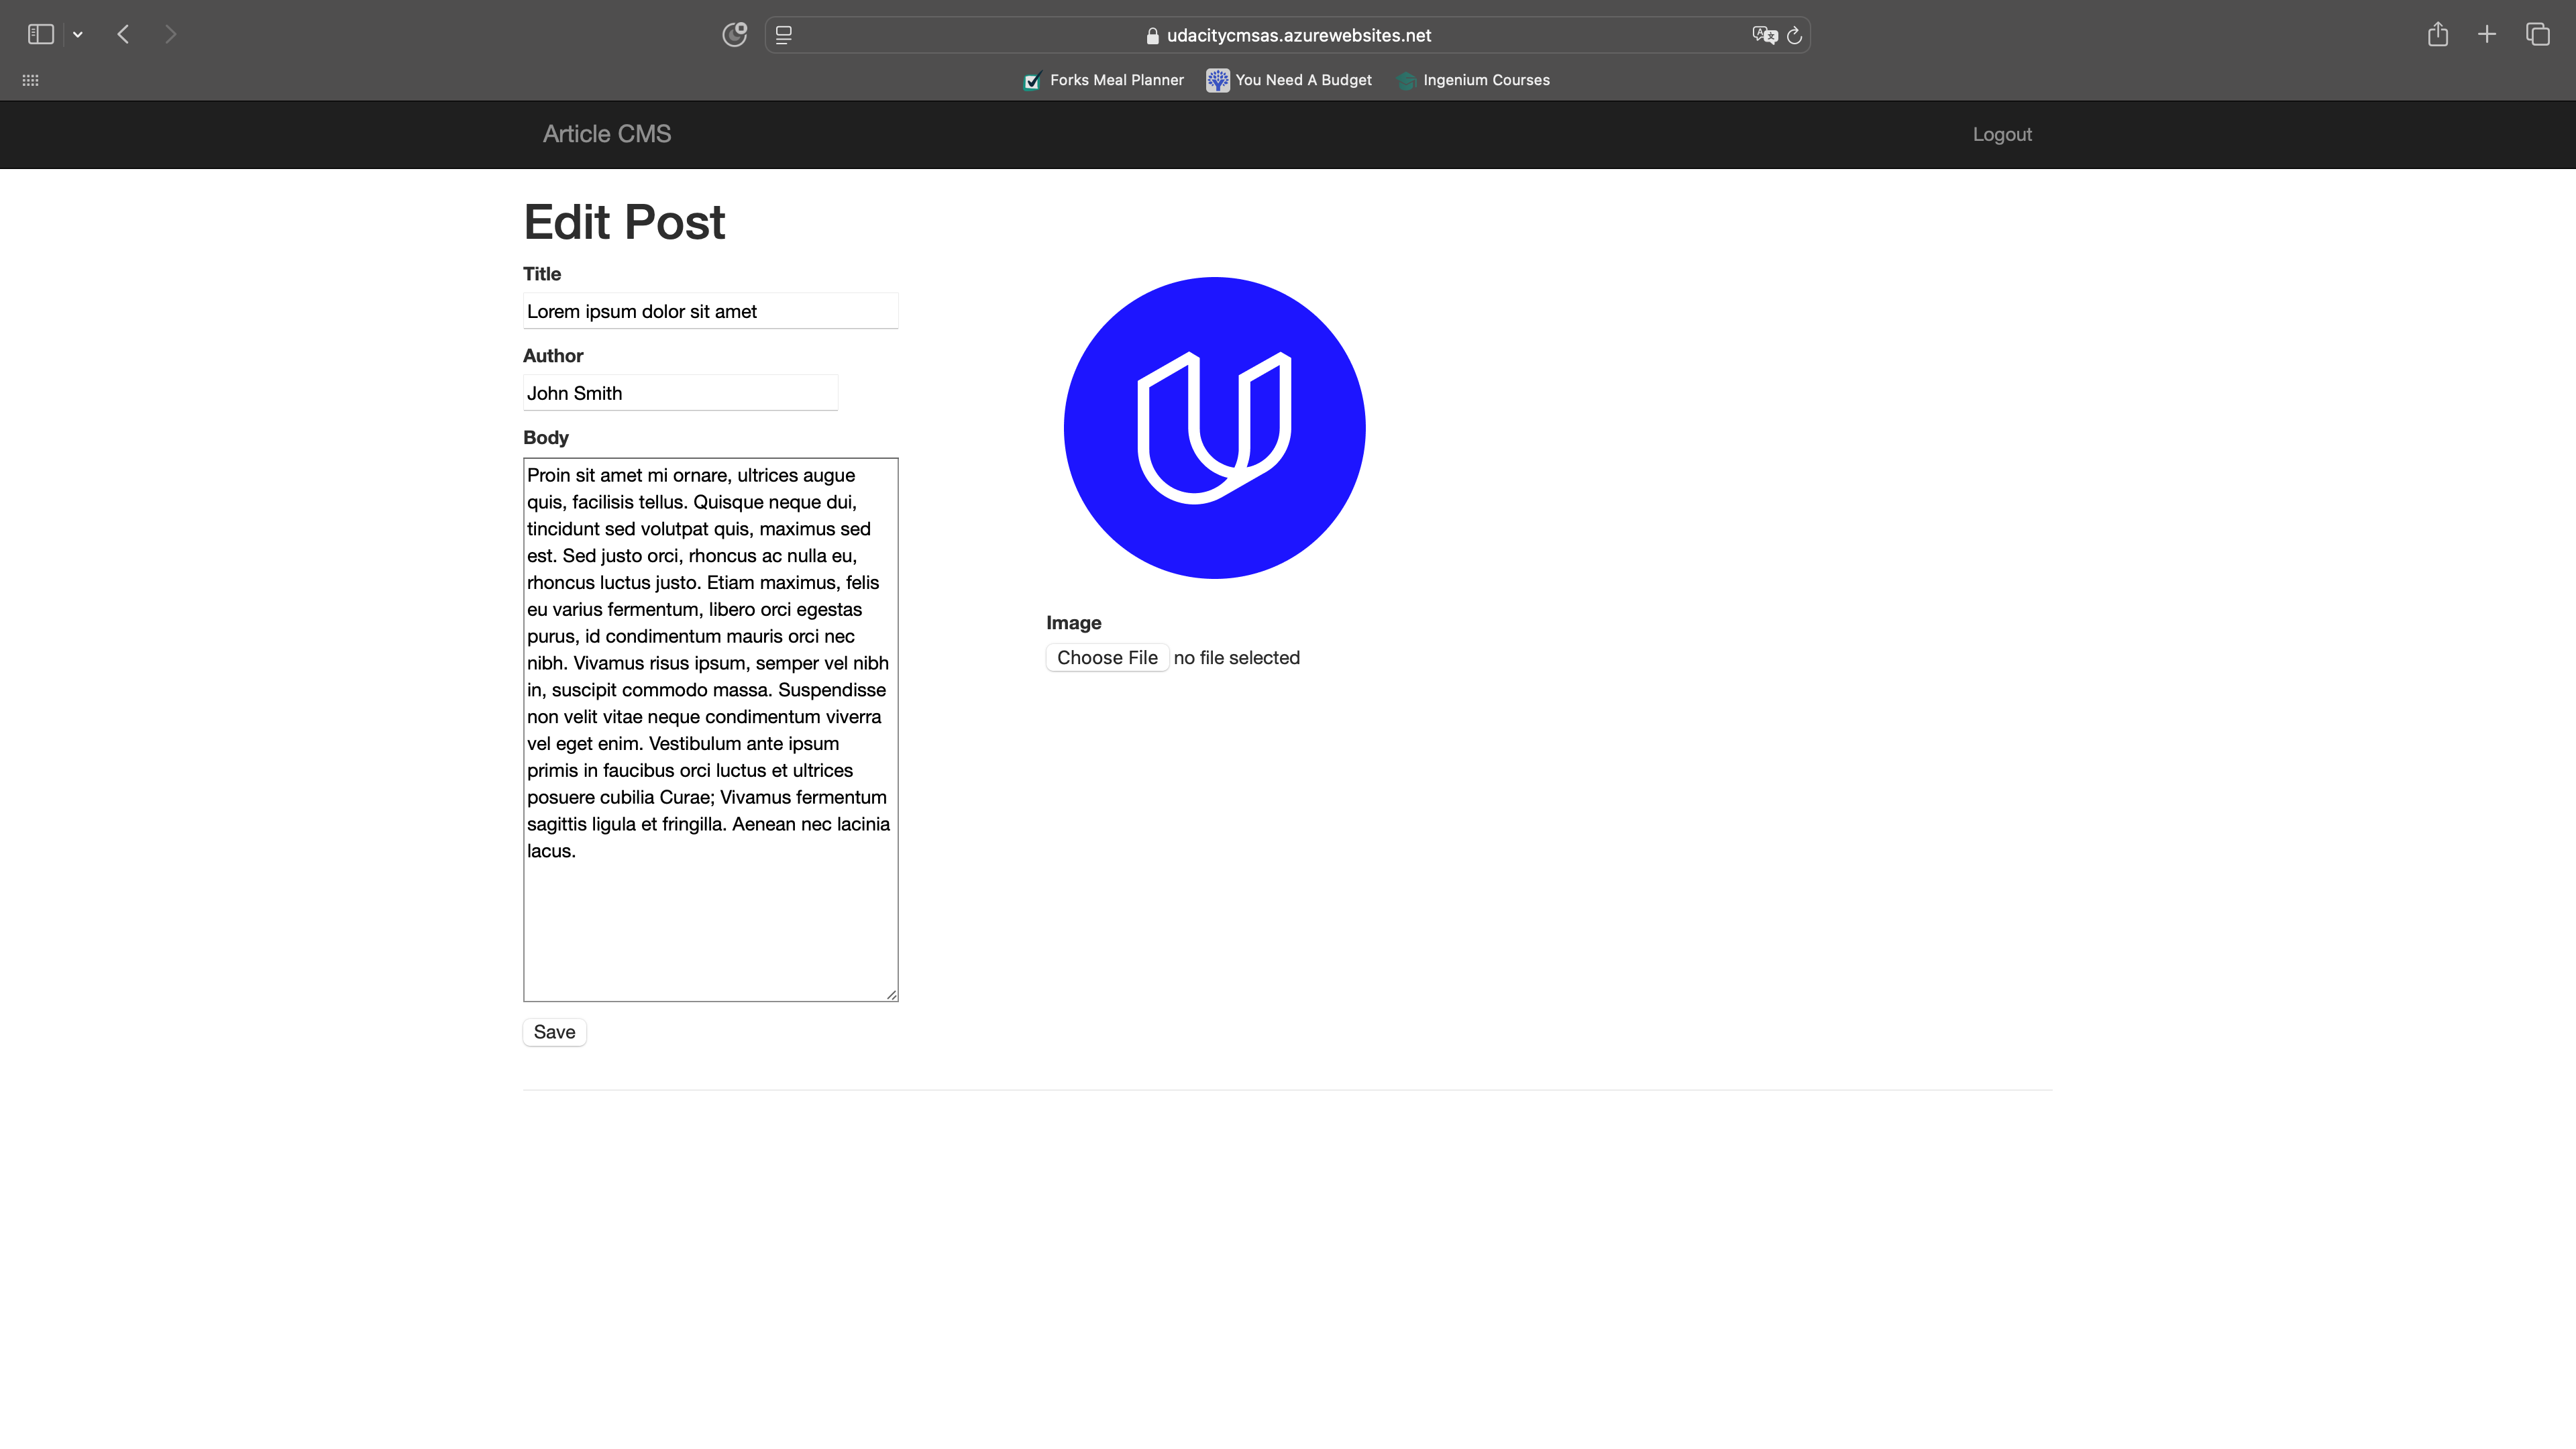 udacitycmsas.azurewebsites.net
Forks Meal Planner You Need A Budget Ingenium Courses
Article CMS Logout
Edit Post
Title
Lorem ipsum dolor sit amet
Author
John Smith
Body
Proin sit amet mi ornare, ultrices augue
quis, facilisis tellus. Quisque neque dui,
tincidunt sed volutpat quis, maximus sed
est. Sed justo orci, rhoncus ac nulla eu,
rhoncus luctus justo. Etiam maximus, felis
eu varius fermentum, libero orci egestas
purus, id condimentum mauris orci nec
nibh. Vivamus risus ipsum, semper vel nibh
in, suscipit commodo massa. Suspendisse
non velit vitae neque condimentum viverra
vel eget enim. Vestibulum ante ipsum
primis in faucibus orci luctus et ultrices
posuere cubilia Curae; Vivamus fermentum
sagittis ligula et fringilla. Aenean nec lacinia
lacus.
Save
Image
Choose File no file selected